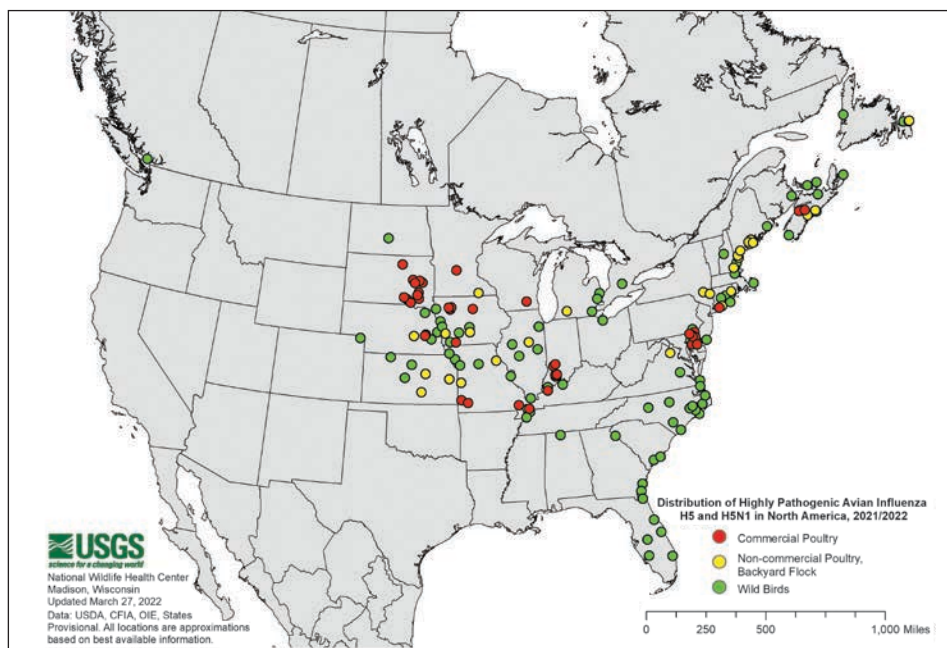 Distribution of Highly Pathogenic Avian Influenza
H5 and H5N1 in North America, 2021/2022
Commercial Poultry
Non-commercial Poultry,
Backyard Flock
Wild Birds
0 250 500 1,000 Miles
USGS
science for a changing world
National Wildlife Health Center
Madison, Wisconsin
Updated March 27, 2022
Data: USDA, CFIA, OIE, States
Provisional. All locations are approximations
based on best available information.